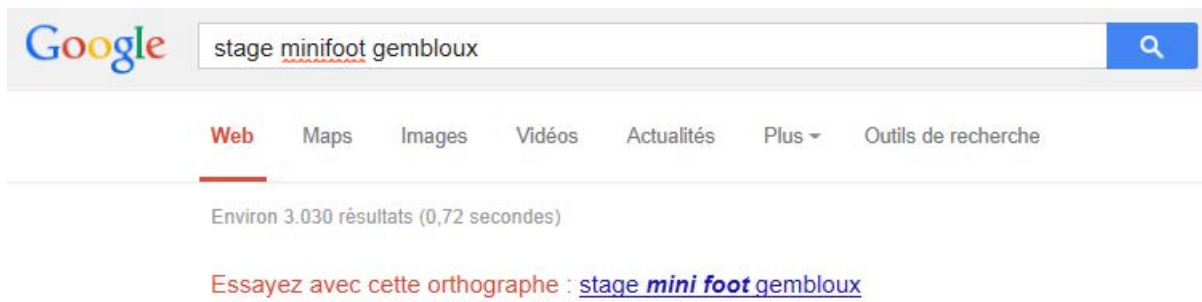 Google stage minifoot gembloux
Web Maps Images Vidéos Actualités Plus Outils de recherche
Environ 3.030 résultats (0,72 secondes)
Essayez avec cette orthographe : stage mini foot gembloux